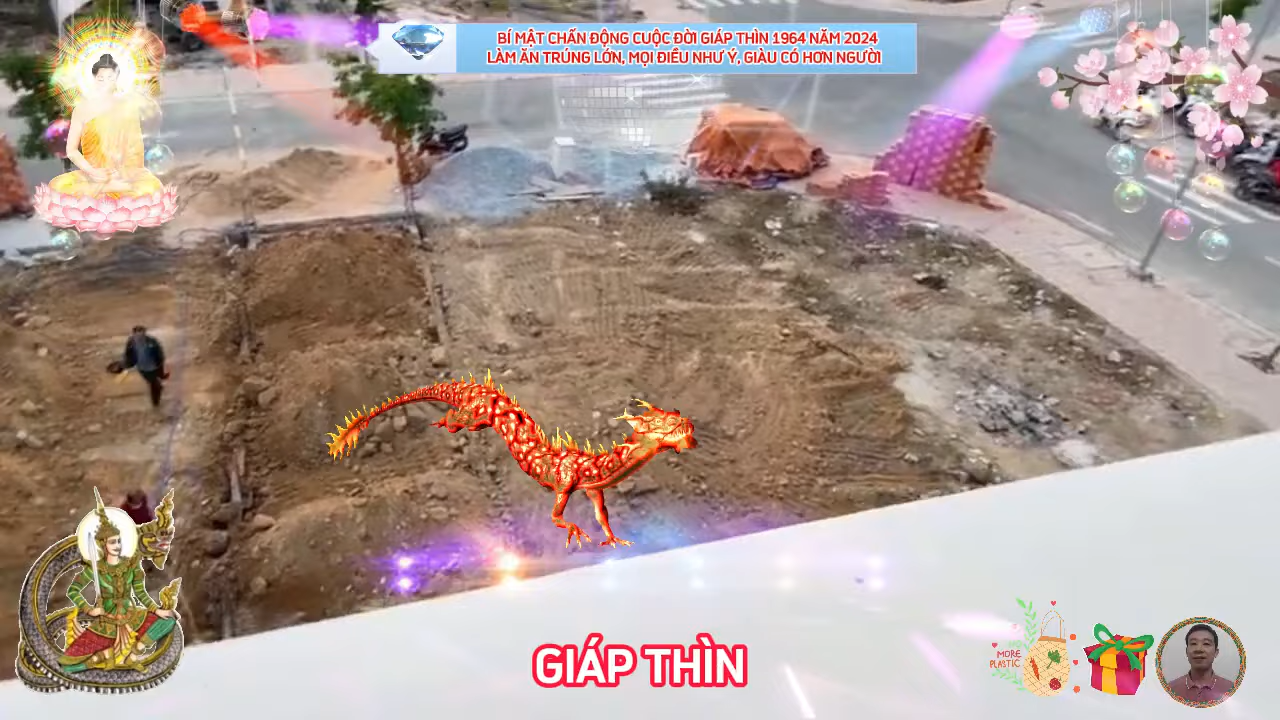 BÍ MẬT CHẤN ĐỘNG CUỘC ĐỜI GIÁP THÌN 1964 NĂM 2024
LÀM ĂN TRÚNG LỚN, MỌI ĐIỀU NHƯ Ý, GIÀU CÓ HƠN NGƯỜI
MORE
PLASTIC
GIÁP THÌN